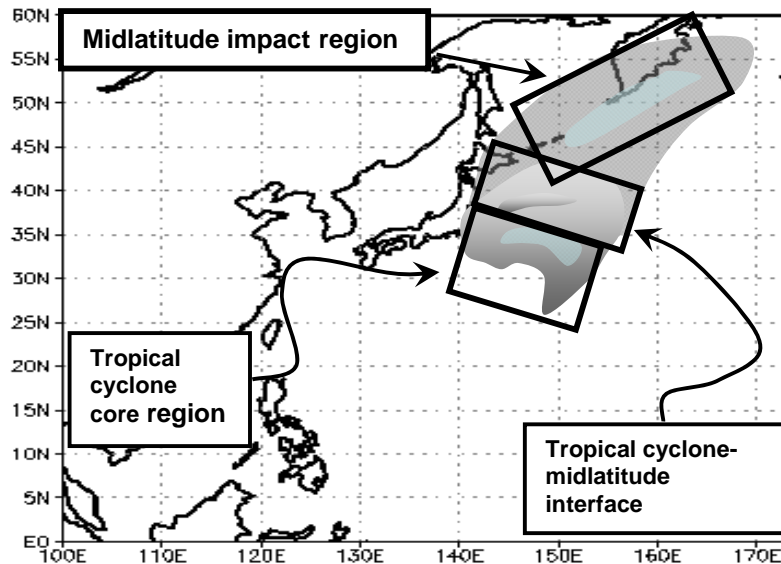 60N
Midlatitude impact region
55N
50N
45N
40N
35N
30N
25N
20N
15N
10N
5N
EQ
Tropical
cyclone
core region
Tropical cyclone-
midlatitude
interface
100E 110E 120E 130E 140E 150E 160E 170E